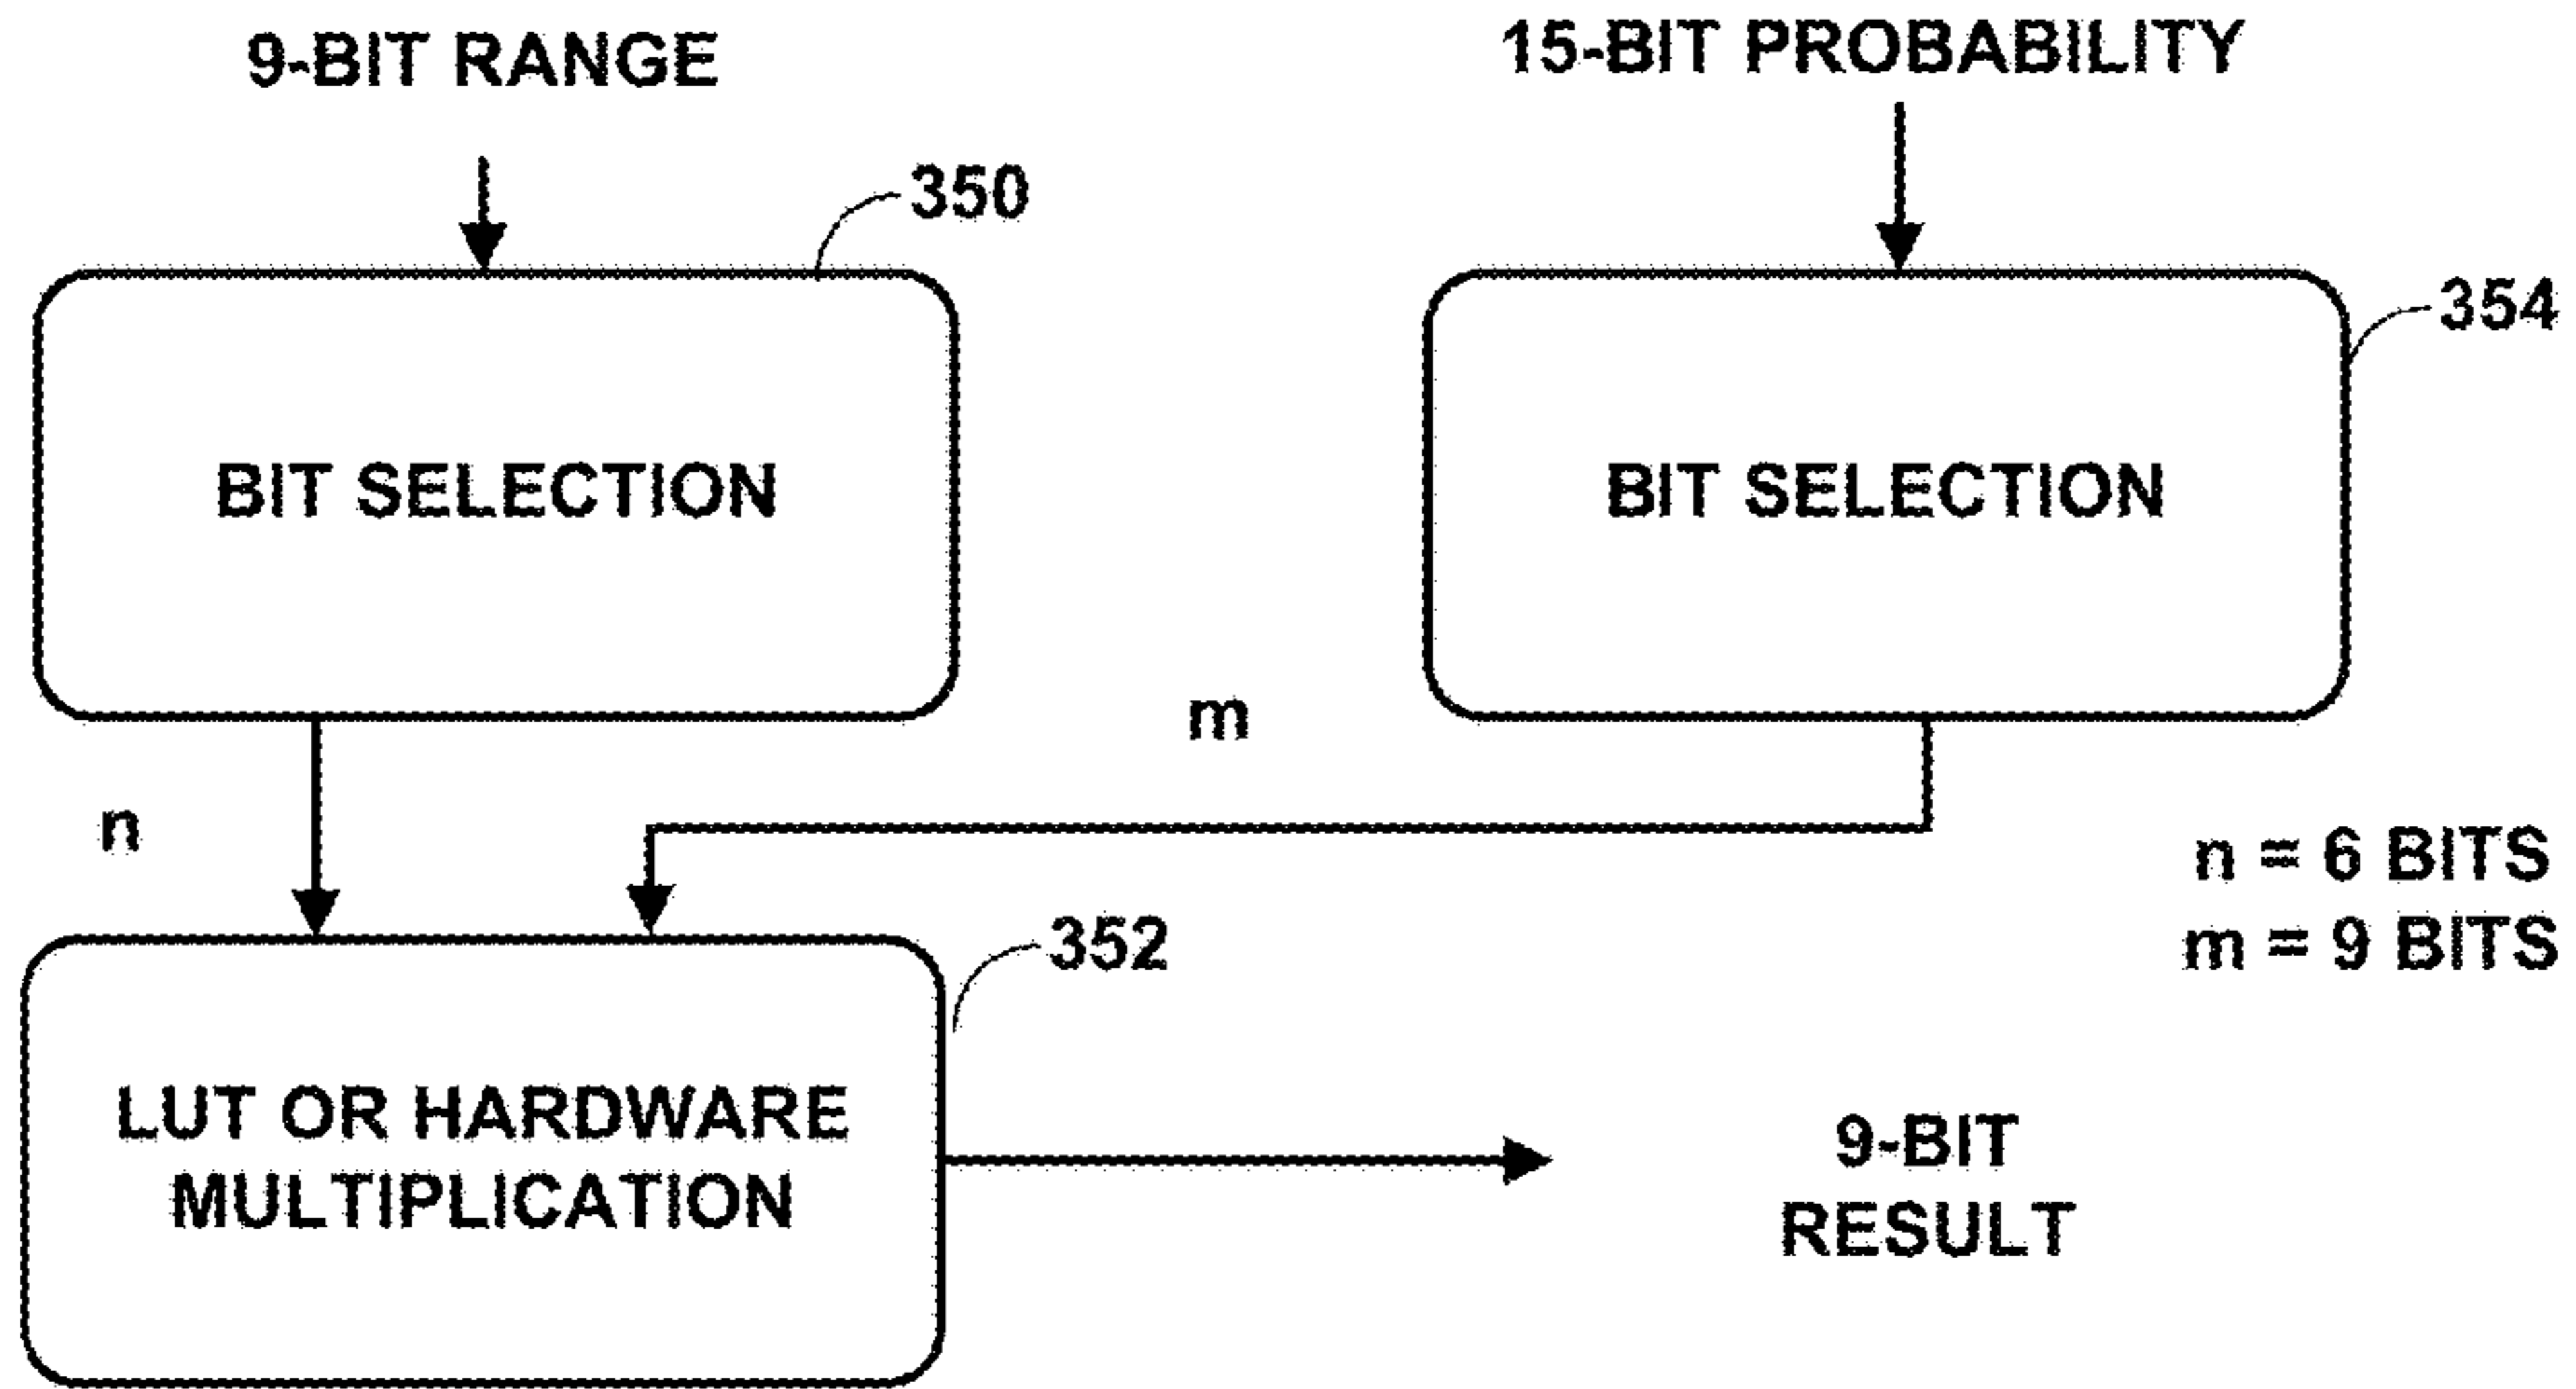 9-BIT RANGE
15-BIT PROBABILITY
350
354
BIT SELECTION
BIT SELECTION
m
n
n = 6 BITS
m = 9 BITS
352
LUT OR HARDWARE
MULTIPLICATION
9-BIT
RESULT